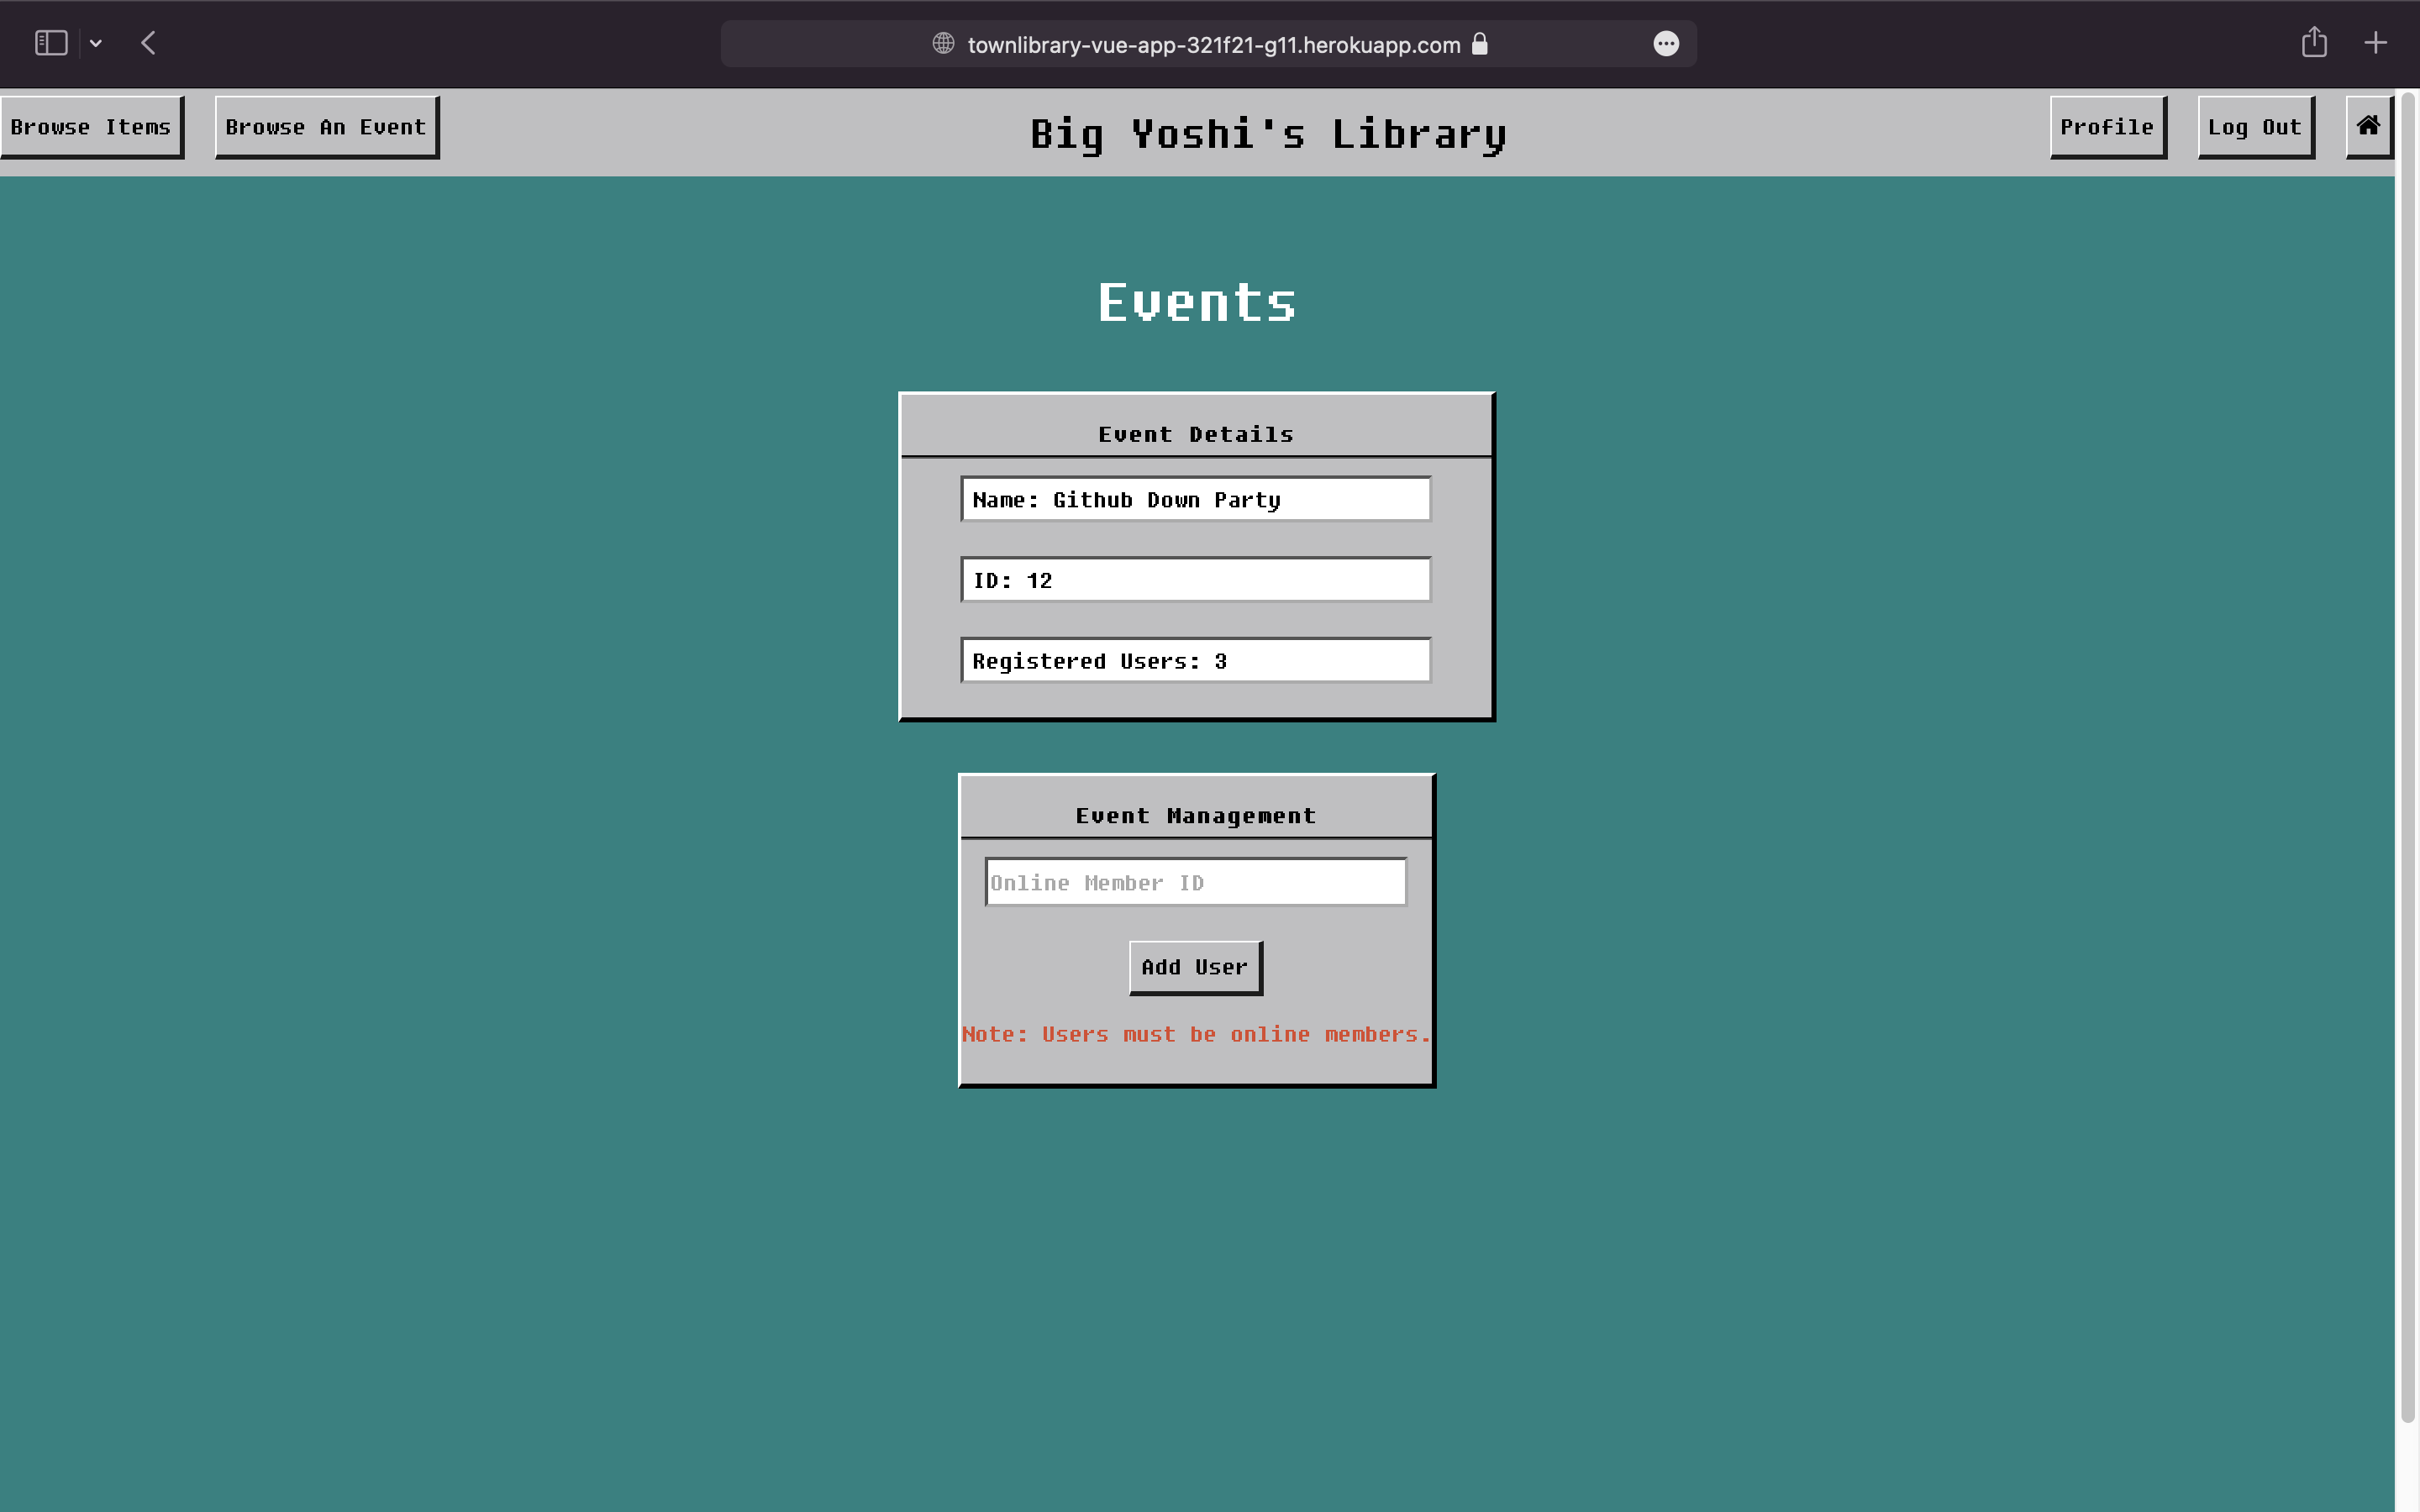 townlibrary-vue-app-321f21-g11.herokuapp.com
Browse Items
Browse An Event
Big Yoshi's Library
Profile
Log Out
Events
Event Details
Name: Github Down Party
ID: 12
Registered Users: 3
Event Management
Online Member ID
Add User
Note: Users must be online members.